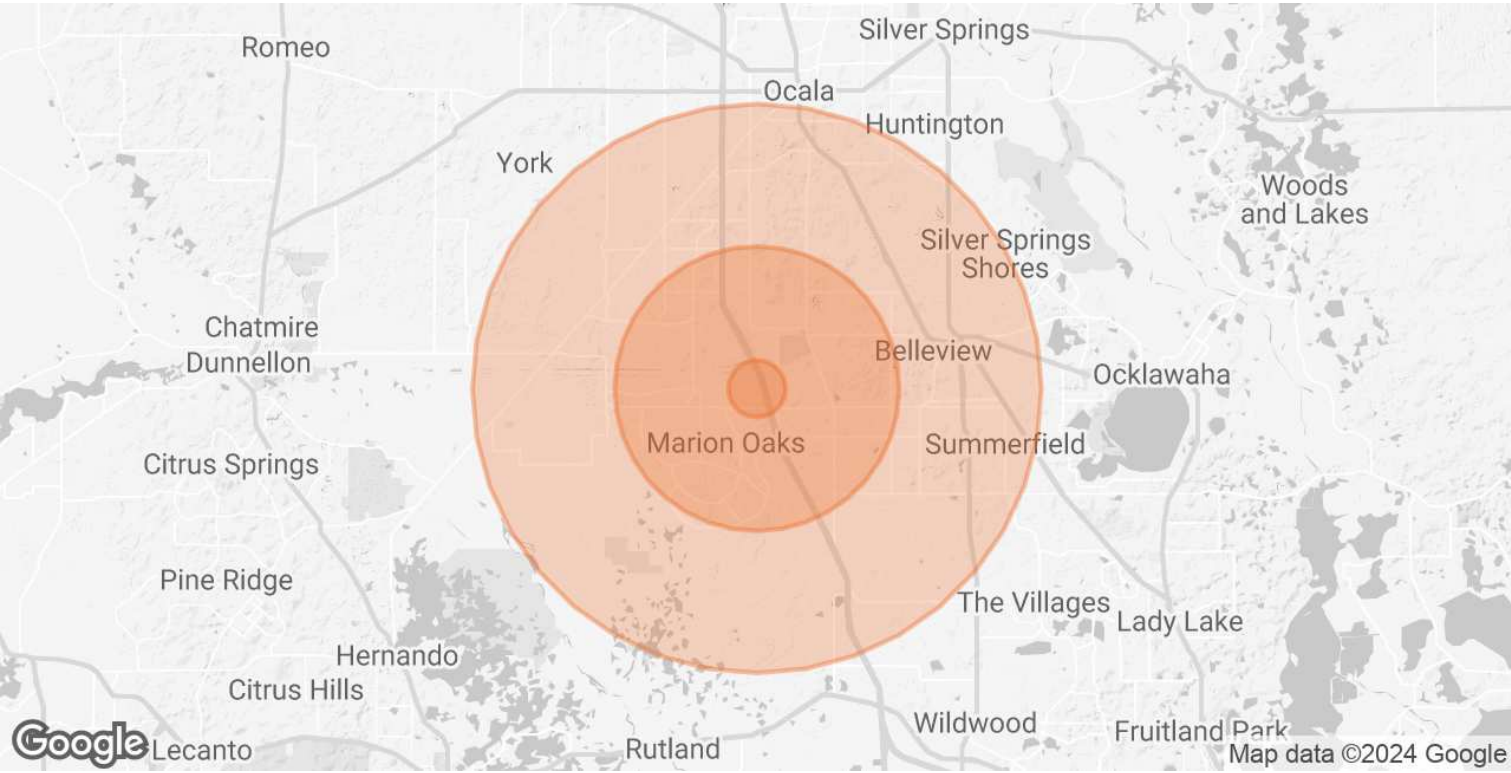 Silver Springs
Romeo
Ocala
Huntington
York
Woods
and Lakes
Silver Springs
Shores
Chatmire
Dunnellon
Belleview
Ocklawaha
Marion Oaks
Summerfield
Citrus Springs
Pine Ridge
The Villages
Lady Lake
Hernando
Citrus Hills
Wildwood
Fruitland Park
Google
Lecanto
Rutland
Map data ©2024 Google